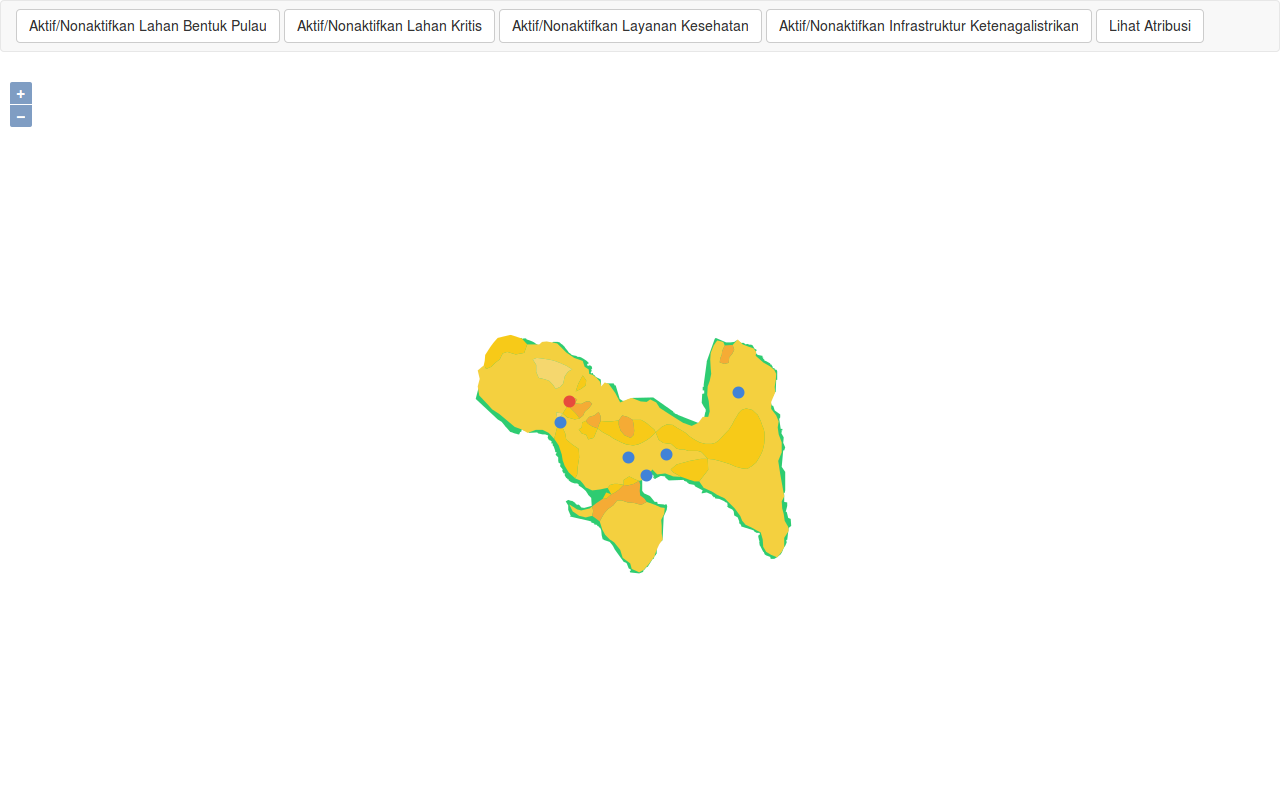 Aktif/Nonaktifkan Lahan Bentuk Pulau
Aktif/Nonaktifkan Lahan Kritis
Aktif/Nonaktifkan Layanan Kesehatan
Aktif/Nonaktifkan Infrastruktur Ketenagalistrikan
Lihat Atribusi
+
−